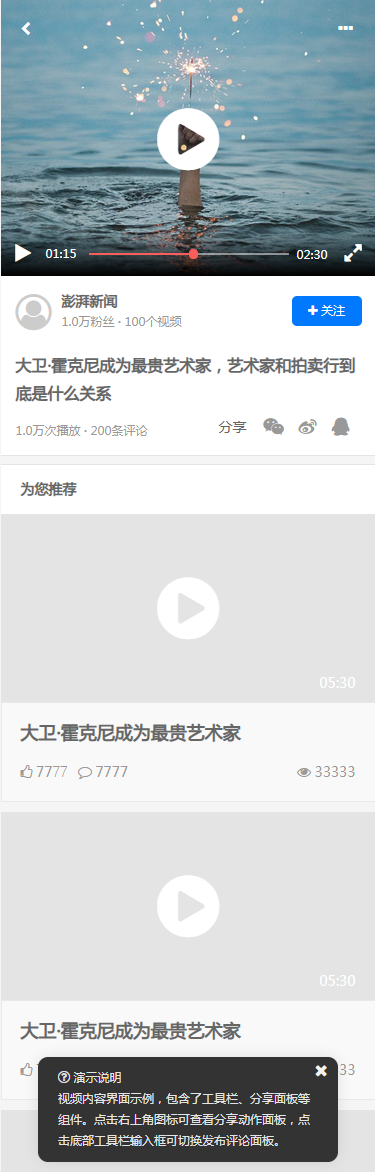 01:15
02:30
澎湃新闻
1.0万粉丝 · 100个视频
关注
大卫·霍克尼成为最贵艺术家，艺术家和拍卖行到
底是什么关系
1.0万次播放 · 200条评论
分享
为您推荐
05:30
大卫·霍克尼成为最贵艺术家
7777 7777 33333
05:30
大卫·霍克尼成为最贵艺术家
演示说明
视频内容界面示例，包含了工具栏、分享面板等
组件。点击右上角图标可查看分享动作面板，点
击底部工具栏输入框可切换发布评论面板。